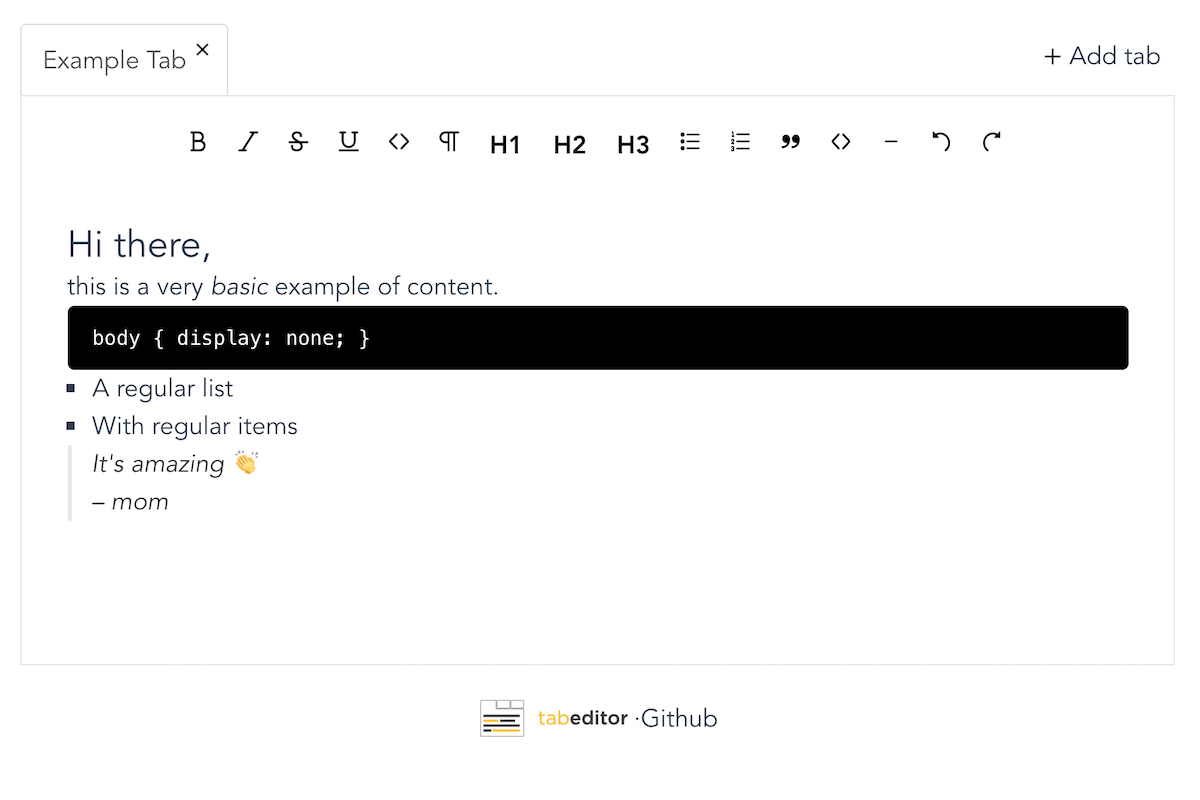 Example Tab ×
+ Add tab
B I S U <> ¶ H1 H2 H3 ” <> –
Hi there,
this is a very basic example of content.
body { display: none; }
A regular list
With regular items
It's amazing 👏
– mom
tabeditor ·Github